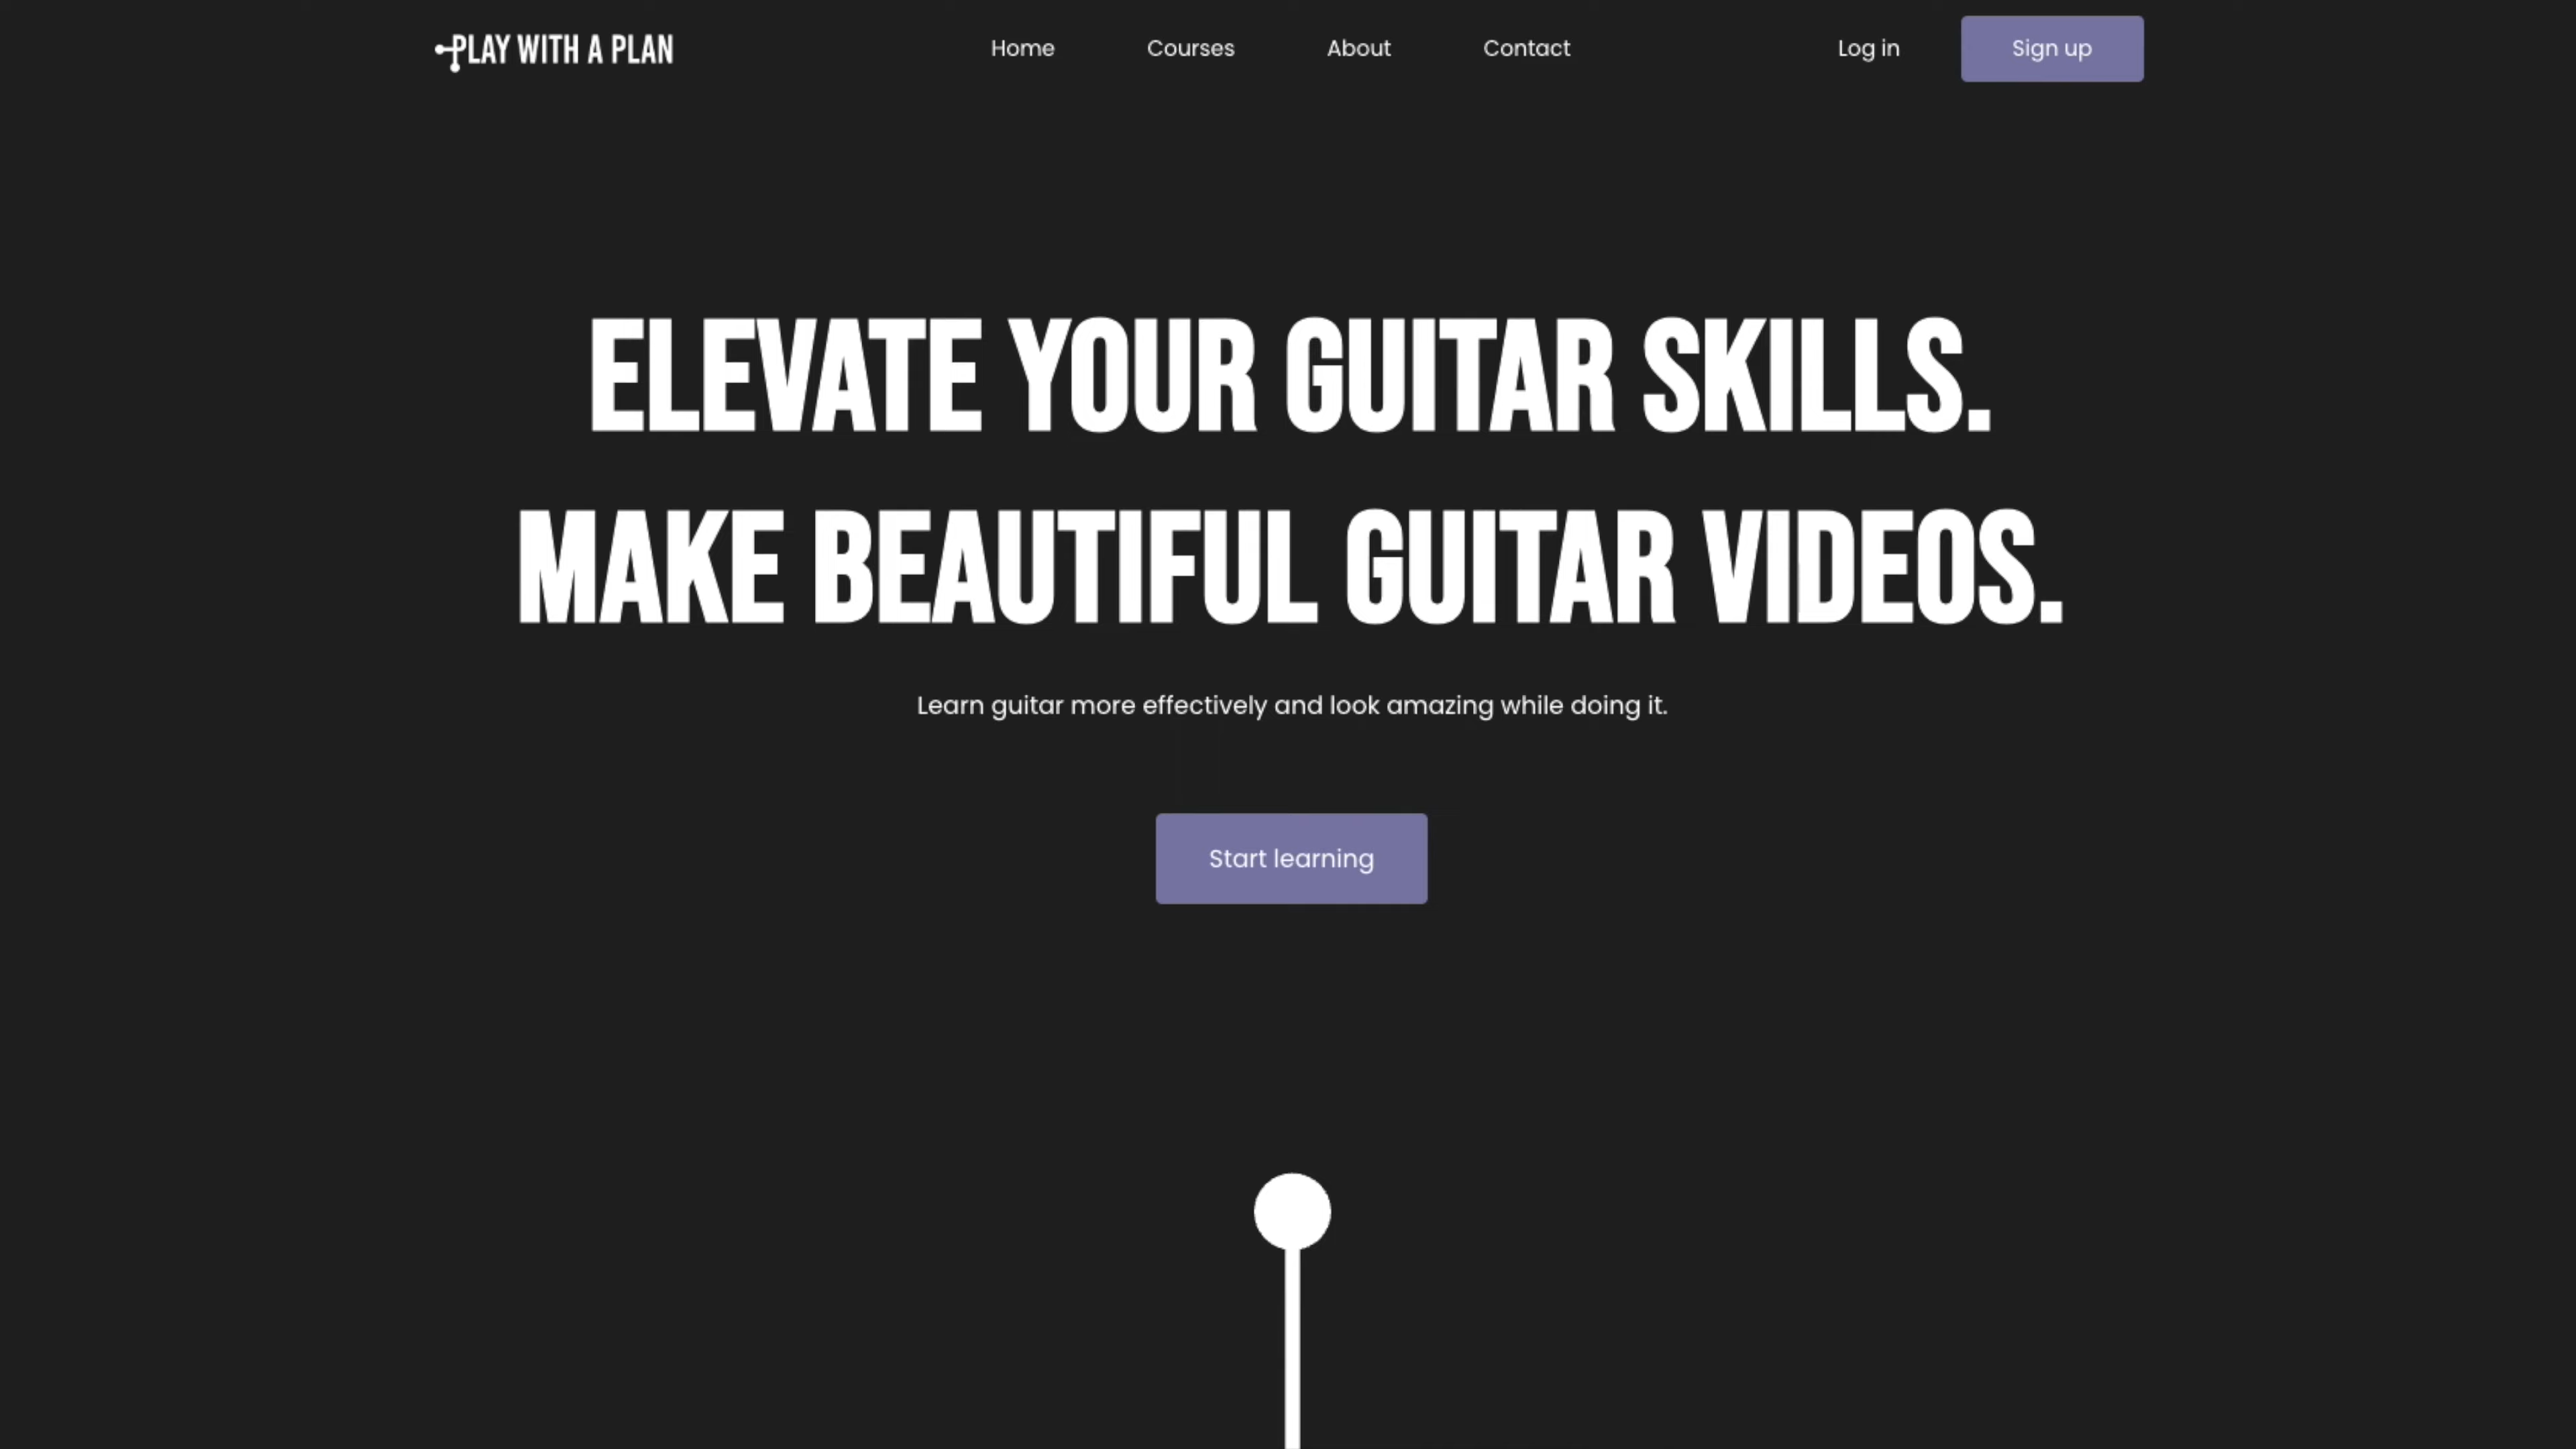 PLAY WITH A PLAN
Home Courses About Contact Log in Sign up
ELEVATE YOUR GUITAR SKILLS.
MAKE BEAUTIFUL GUITAR VIDEOS.
Learn guitar more effectively and look amazing while doing it.
Start learning